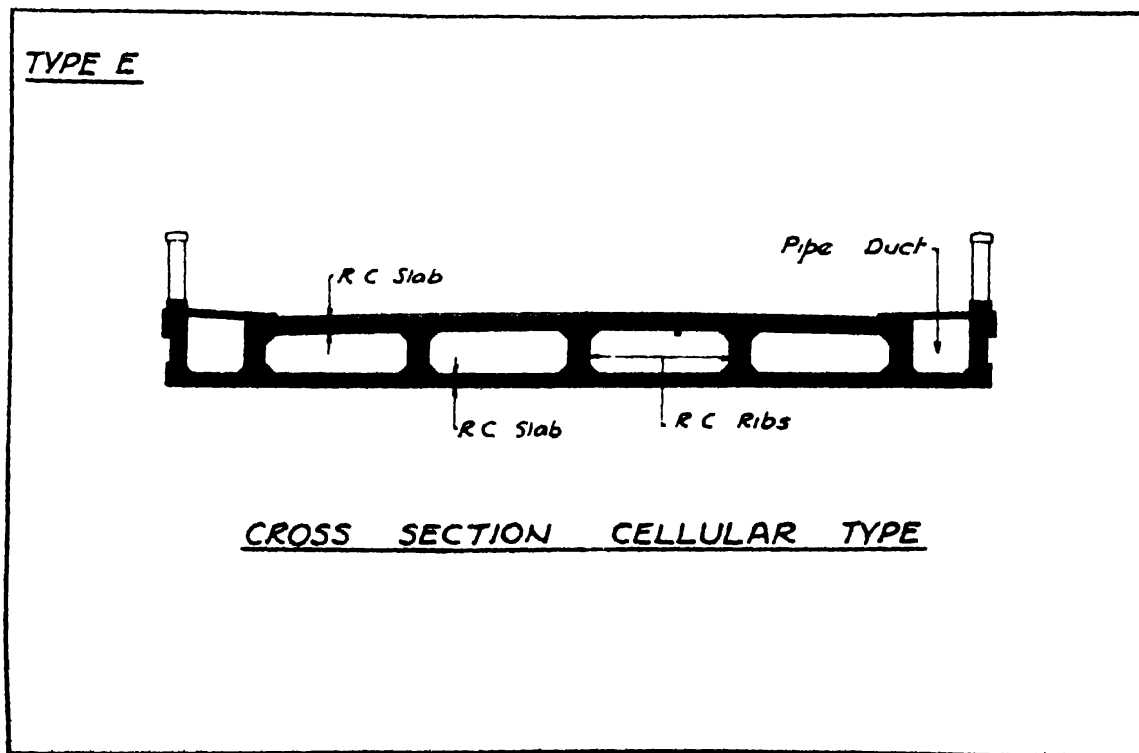 TYPE E
Pipe Duct
R C Slab
R C Slab
R C Ribs
CROSS SECTION CELLULAR TYPE